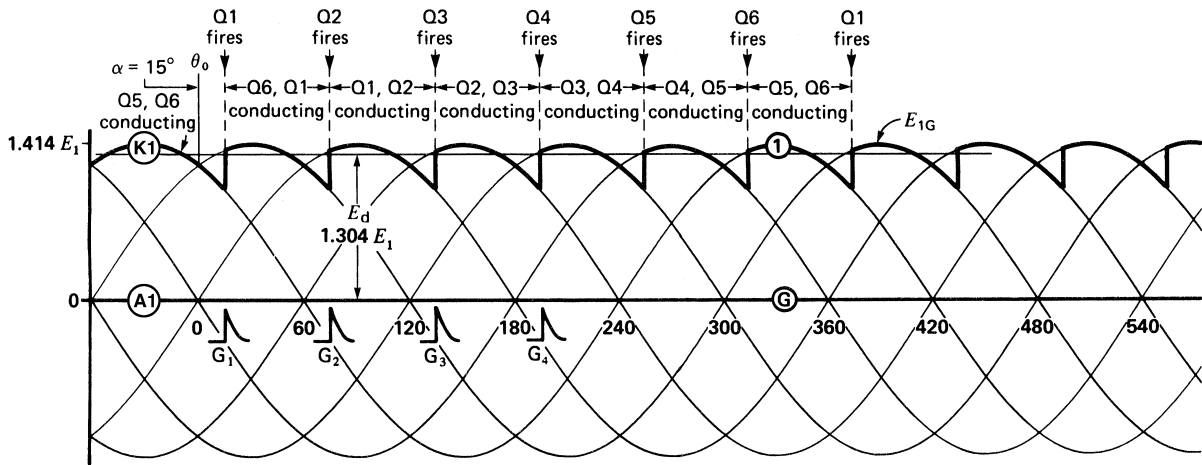 Q1 Q2 Q3 Q4 Q5 Q6 Q1
fires fires fires fires fires fires fires
α = 15° θ₀
Q6, Q1 Q1, Q2 Q2, Q3 Q3, Q4 Q4, Q5 Q5, Q6
conducting conducting conducting conducting conducting conducting
Q5, Q6
conducting
E₁G
1.414 E₁ K1 1
E_d
1.304 E₁
0 A1 G
0 60 120 180 240 300 360 420 480 540
G₁ G₂ G₃ G₄